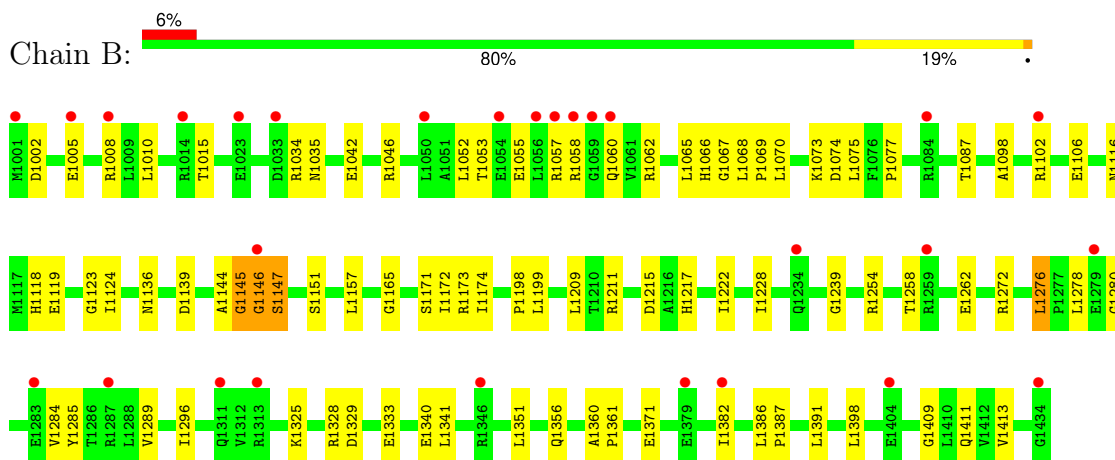 6%
Chain B:
80% 19% •
M1001 D1002 E1005 R1008 L1009 L1010 R1014 T1015 E1023 D1033 R1034 N1035 E1042 R1046 L1050 A1051 L1052 T1053 E1054 E1055 L1056 R1057 R1058 G1059 Q1060 V1061 R1062 L1065 H1066 G1067 L1068 P1069 L1070 K1073 D1074 L1075 F1076 P1077 R1084 T1087 A1098 R1102 E1106 N1116
M1117 H1118 E1119 G1123 I1124 N1136 D1139 A1144 G1145 G1146 S1147 S1151 L1157 G1165 S1171 I1172 R1173 I1174 P1198 L1199 L1209 T1210 R1211 D1215 A1216 H1217 I1222 I1228 Q1234 G1239 R1254 T1258 R1259 E1262 R1272 L1276 P1277 L1278 E1279 G1280
E1283 V1284 Y1285 T1286 R1287 L1288 V1289 I1296 Q1311 V1312 R1313 K1325 R1328 D1329 E1333 E1340 L1341 R1346 L1351 Q1356 A1360 P1361 E1371 E1379 I1382 L1386 P1387 L1391 L1398 E1404 G1409 L1410 Q1411 V1412 V1413 G1434